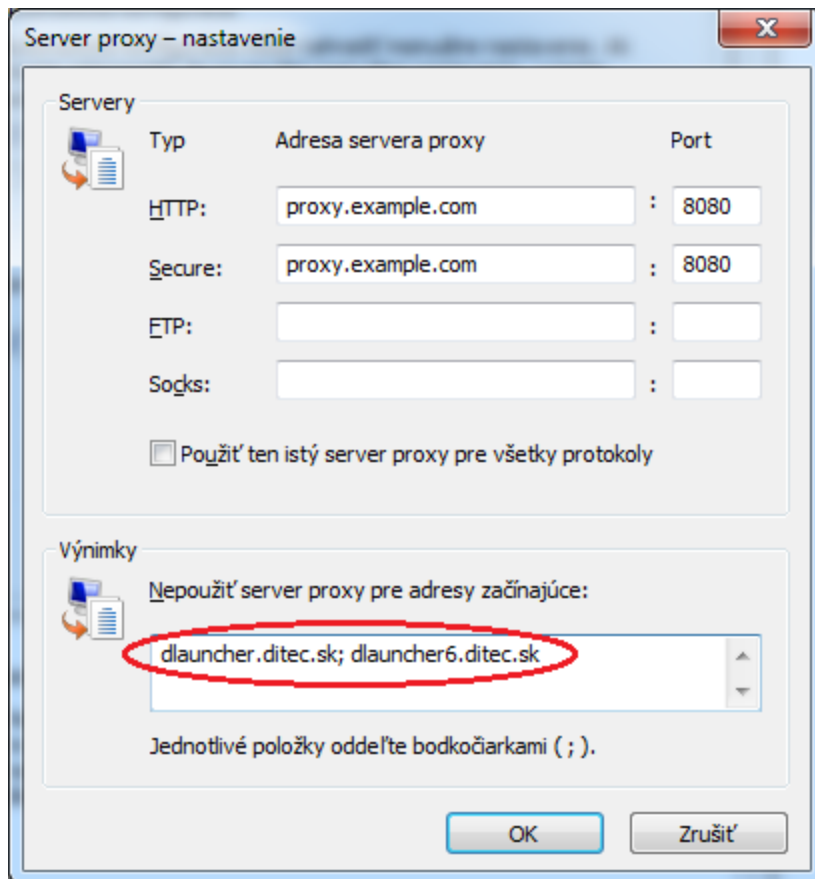 Server proxy – nastavenie
Servery
Typ Adresa servera proxy Port
HTTP: proxy.example.com : 8080
Secure: proxy.example.com : 8080
FTP: :
Socks: :
Použiť ten istý server proxy pre všetky protokoly
Výnimky
Nepoužiť server proxy pre adresy začínajúce:
dlauncher.ditec.sk; dlauncher6.ditec.sk
Jednotlivé položky oddeľte bodkočiarkami ( ; ).
OK Zrušiť